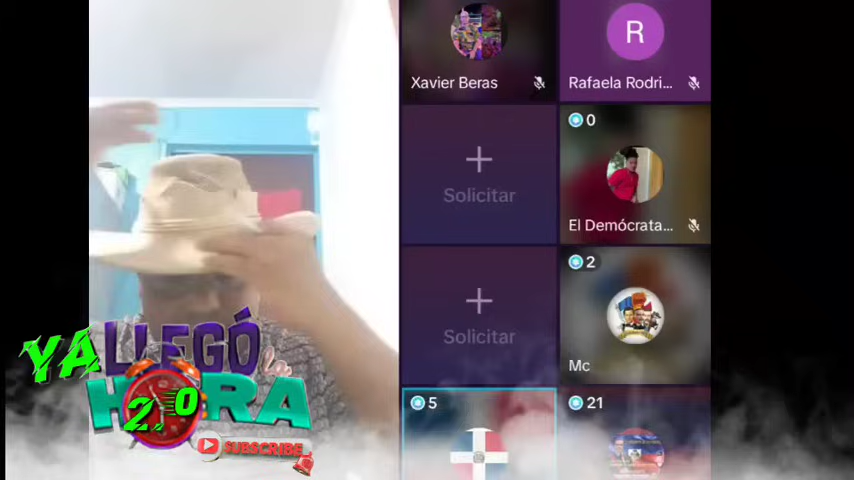 Xavier Beras
R
Rafaela Rodri...
Solicitar
0
El Demócrata...
Solicitar
2
Mc
5
21
YA LLEGÓ la
HORA
2.0
SUBSCRIBE